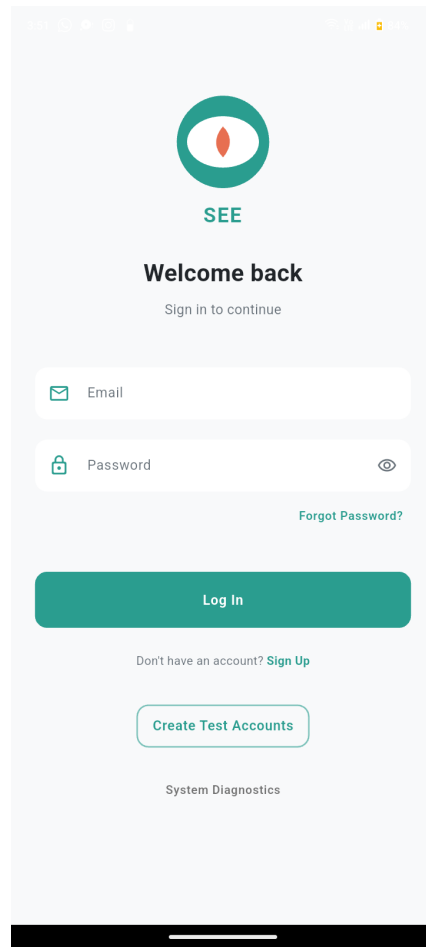 SEE
Welcome back
Sign in to continue
Email
Password
Forgot Password?
Log In
Don't have an account? Sign Up
Create Test Accounts
System Diagnostics